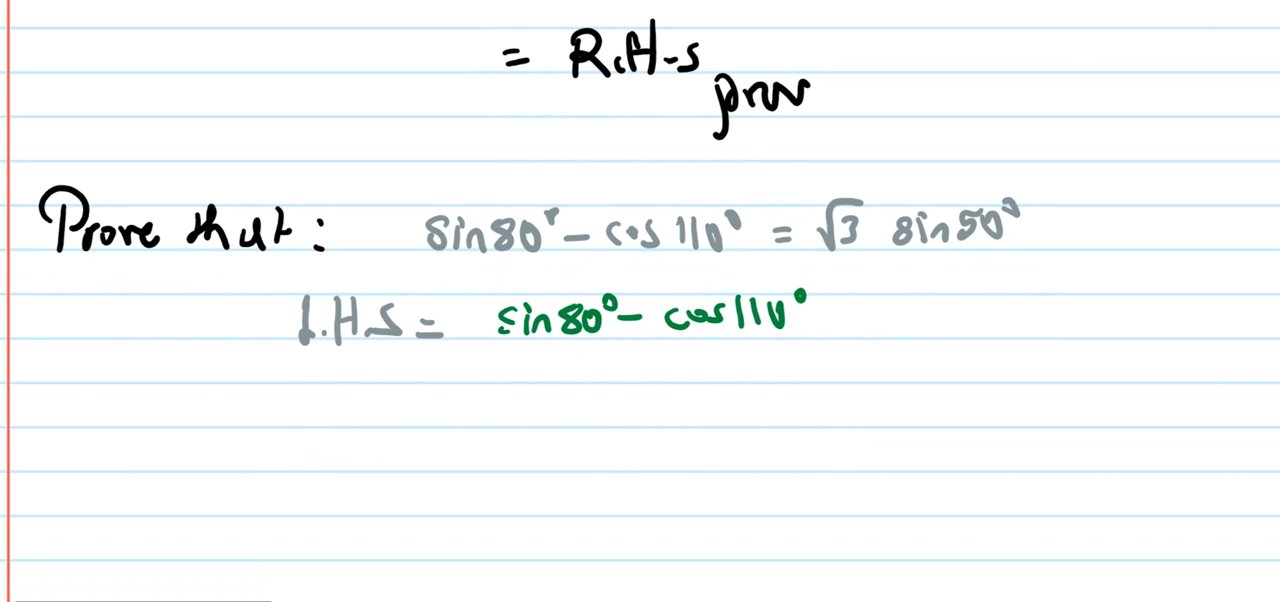 = R.H.S
prov
Prove that: sin80° - cos110° = √3 sin50°
L.H.S = sin80° - cos110°